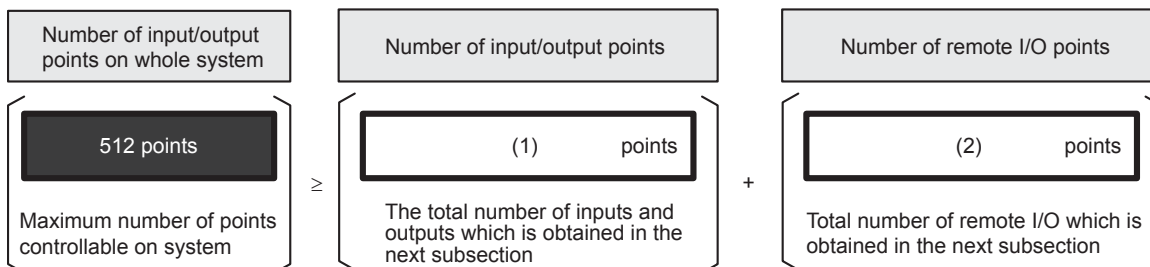 Number of input/output
points on whole system
Number of input/output points
Number of remote I/O points
512 points
(1) points
(2) points
≥
+
Maximum number of points
controllable on system
The total number of inputs and
outputs which is obtained in the
next subsection
Total number of remote I/O which is
obtained in the next subsection